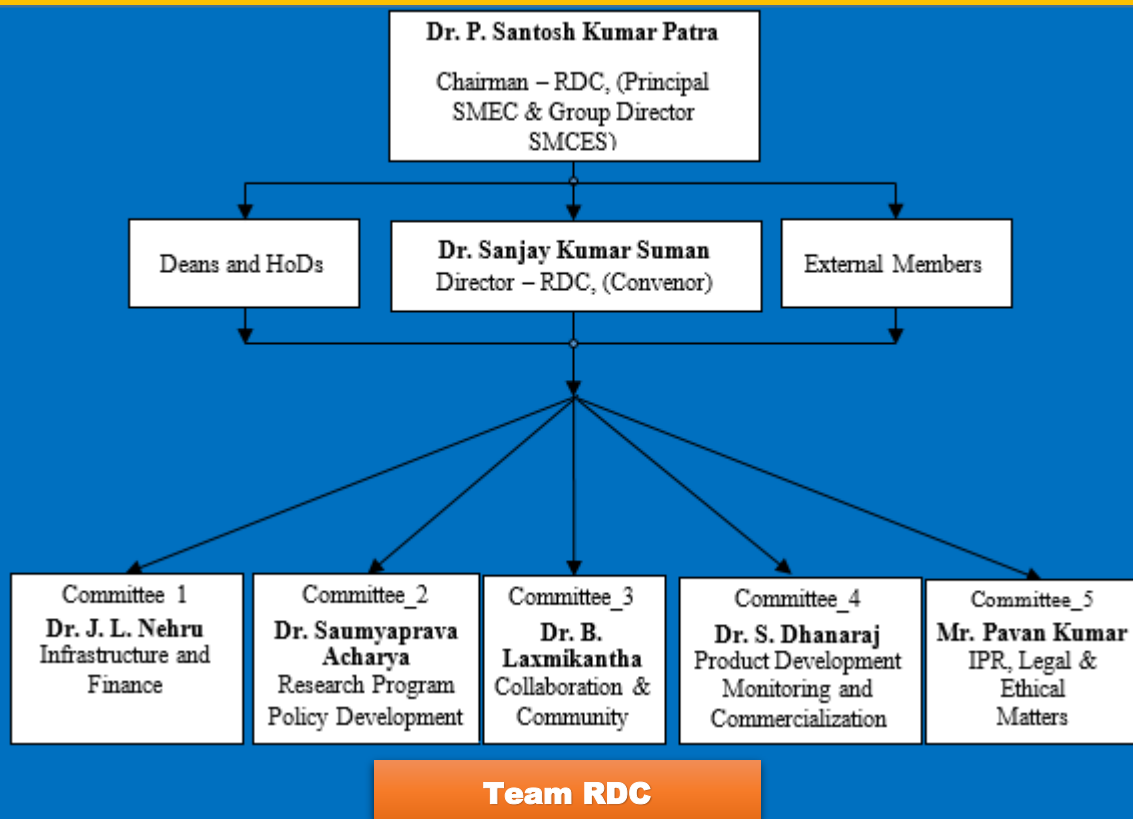 Dr. P. Santosh Kumar Patra
Chairman – RDC, (Principal
SMEC & Group Director
SMCES)
Deans and HoDs
Dr. Sanjay Kumar Suman
Director – RDC, (Convenor)
External Members
Committee 1
Dr. J. L. Nehru
Infrastructure and
Finance
Committee_2
Dr. Saumyaprava
Acharya
Research Program
Policy Development
Committee_3
Dr. B.
Laxmikantha
Collaboration &
Community
Committee_4
Dr. S. Dhanaraj
Product Development
Monitoring and
Commercialization
Committee_5
Mr. Pavan Kumar
IPR, Legal &
Ethical
Matters
Team RDC